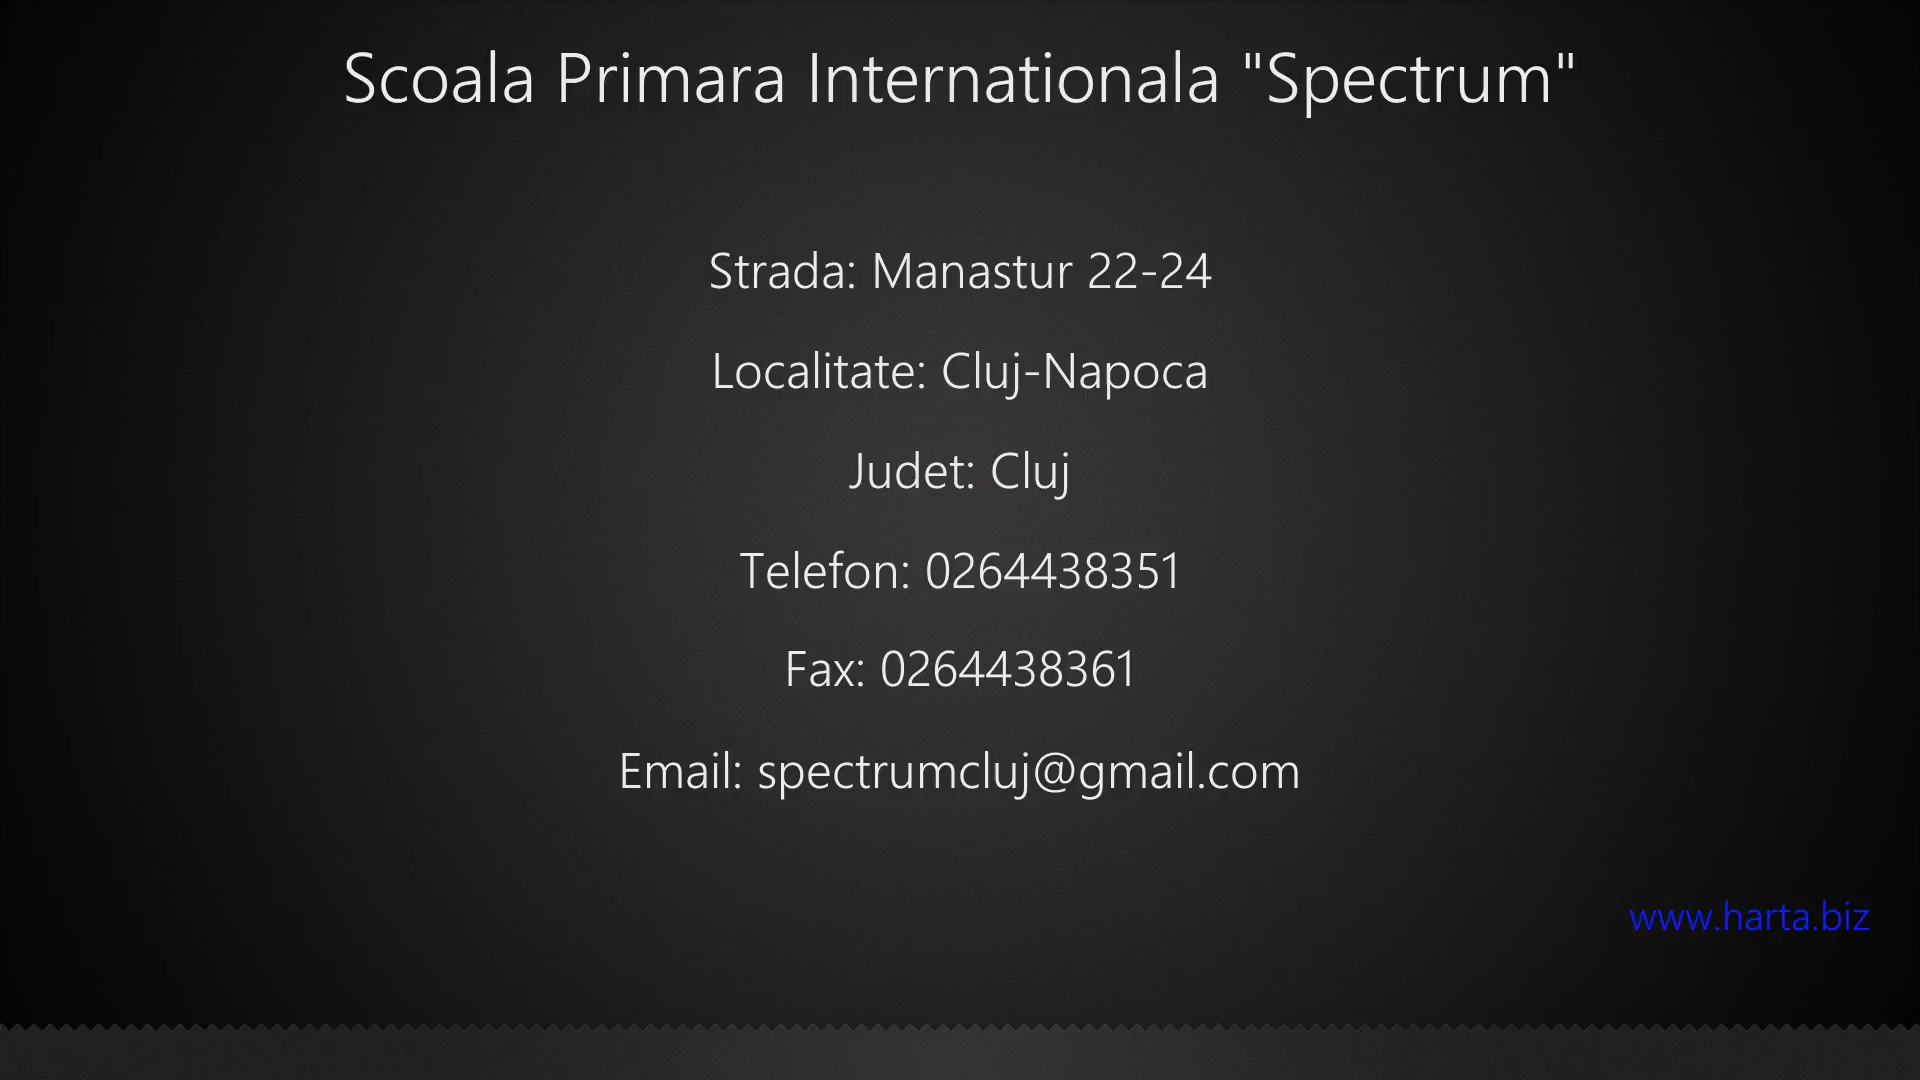 Scoala Primara Internationala "Spectrum"
Strada: Manastur 22-24
Localitate: Cluj-Napoca
Judet: Cluj
Telefon: 0264438351
Fax: 0264438361
Email: spectrumcluj@gmail.com
www.harta.biz